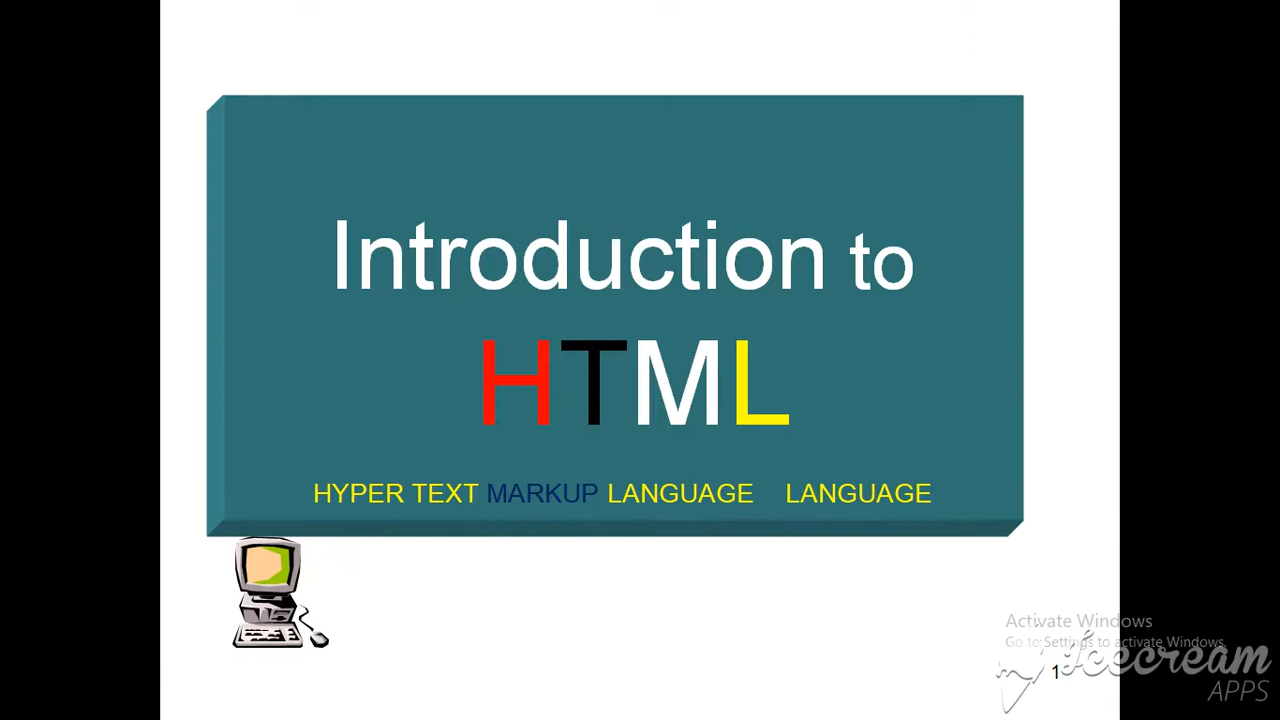 Introduction to
HTML
HYPER TEXT MARKUP LANGUAGE LANGUAGE
Activate Windows
Go to Settings to activate Windows.
Icecream
1
APPS